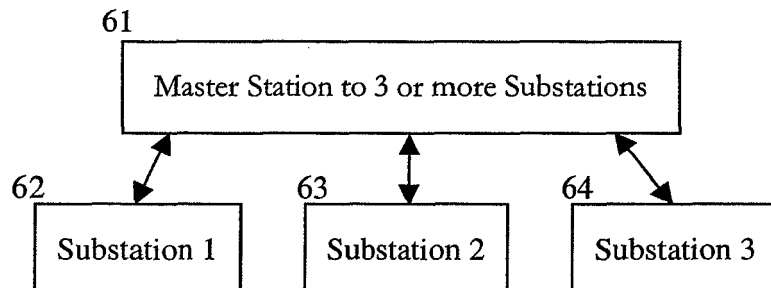 61
Master Station to 3 or more Substations
62
63
64
Substation 1
Substation 2
Substation 3